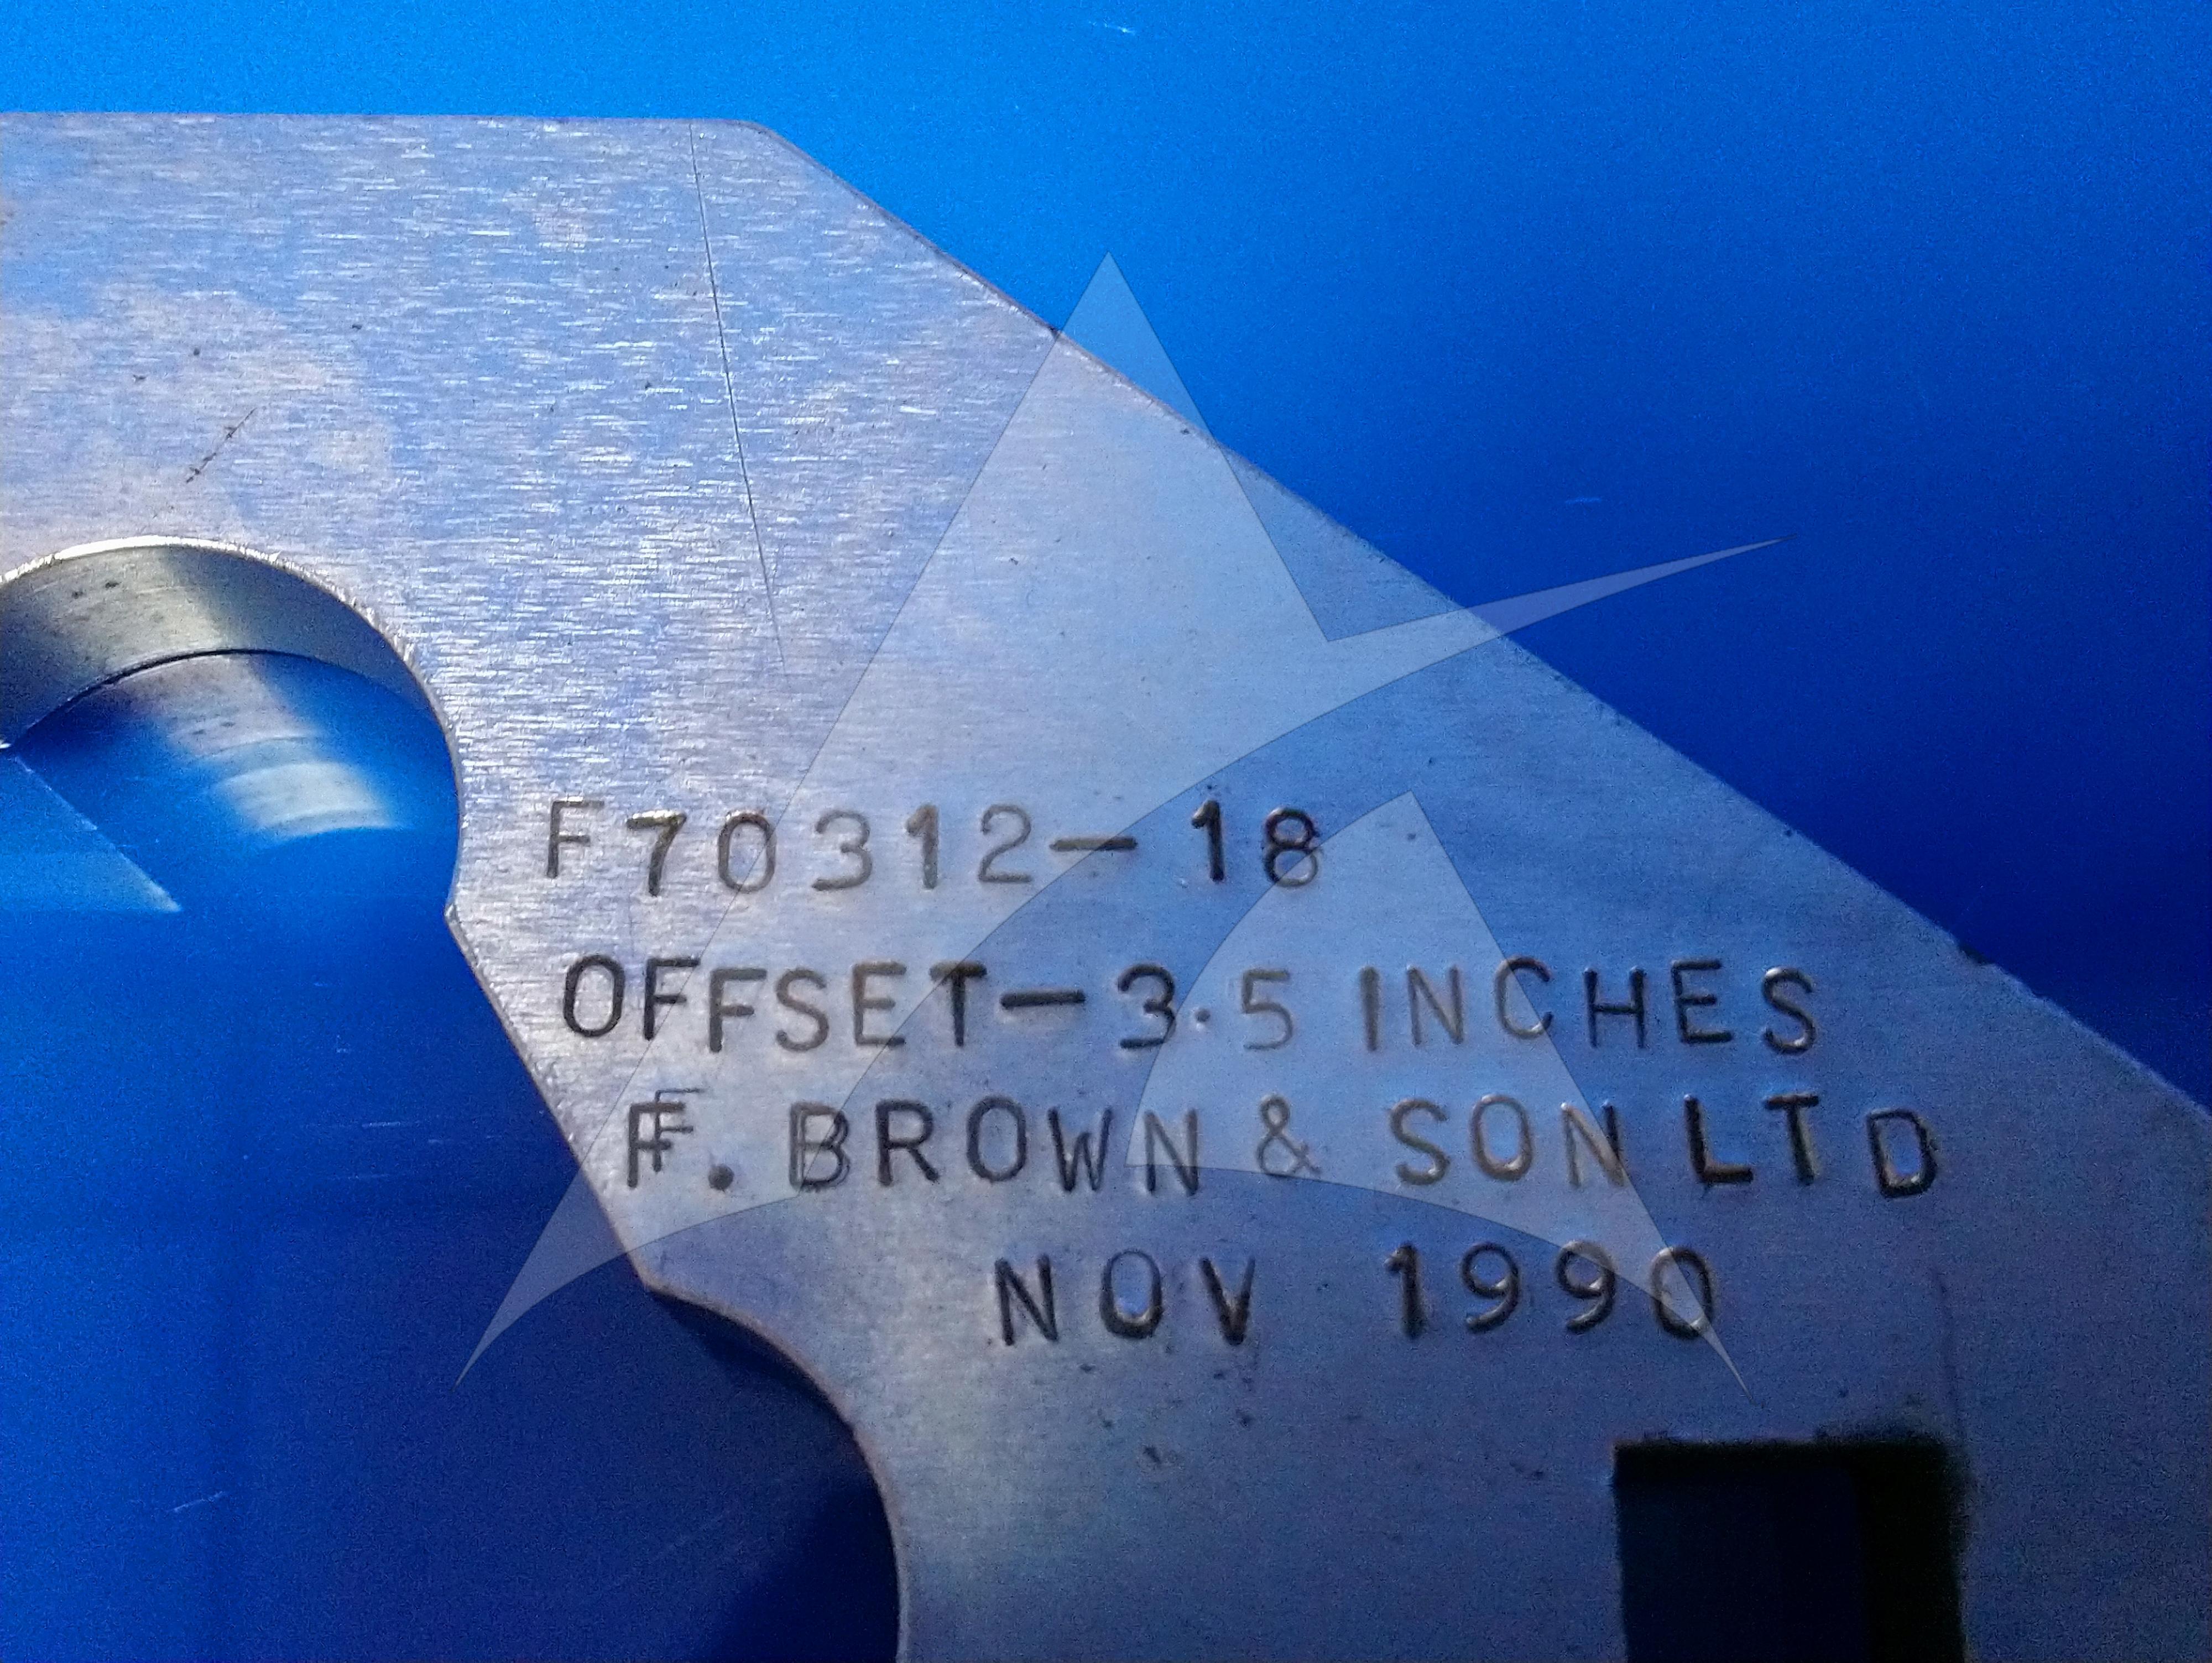 F70312-18
OFFSET-3.5 INCHES
F. BROWN & SON LTD
NOV 1990